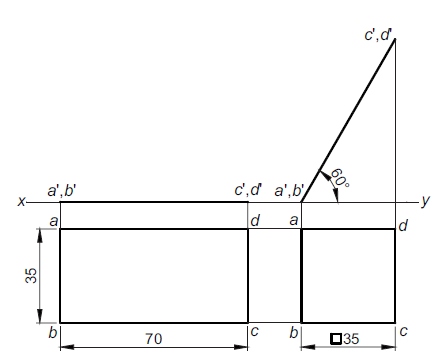 c',d'
60°
x a',b' c',d' a',b' y
a d a d
35
b 70 c b □35 c